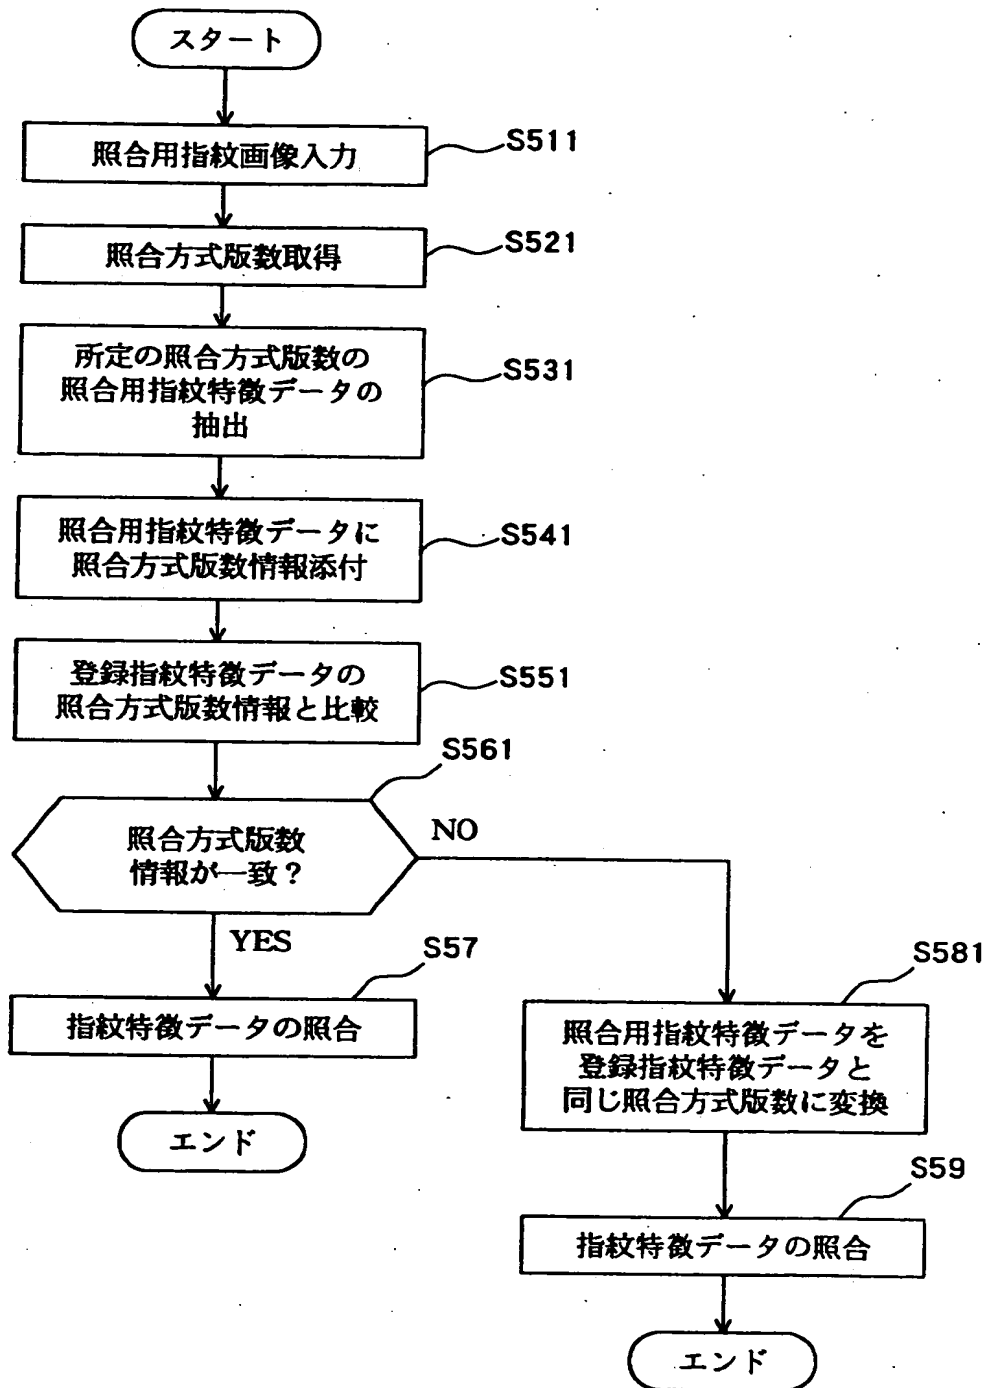 スタート
照合用指紋画像入力
S511
照合方式版数取得
S521
所定の照合方式版数の
照合用指紋特徴データの
抽出
S531
照合用指紋特徴データに
照合方式版数情報添付
S541
登録指紋特徴データの
照合方式版数情報と比較
S551
S561
照合方式版数
情報が一致？
NO
YES
S57
指紋特徴データの照合
エンド
S581
照合用指紋特徴データを
登録指紋特徴データと
同じ照合方式版数に変換
S59
指紋特徴データの照合
エンド